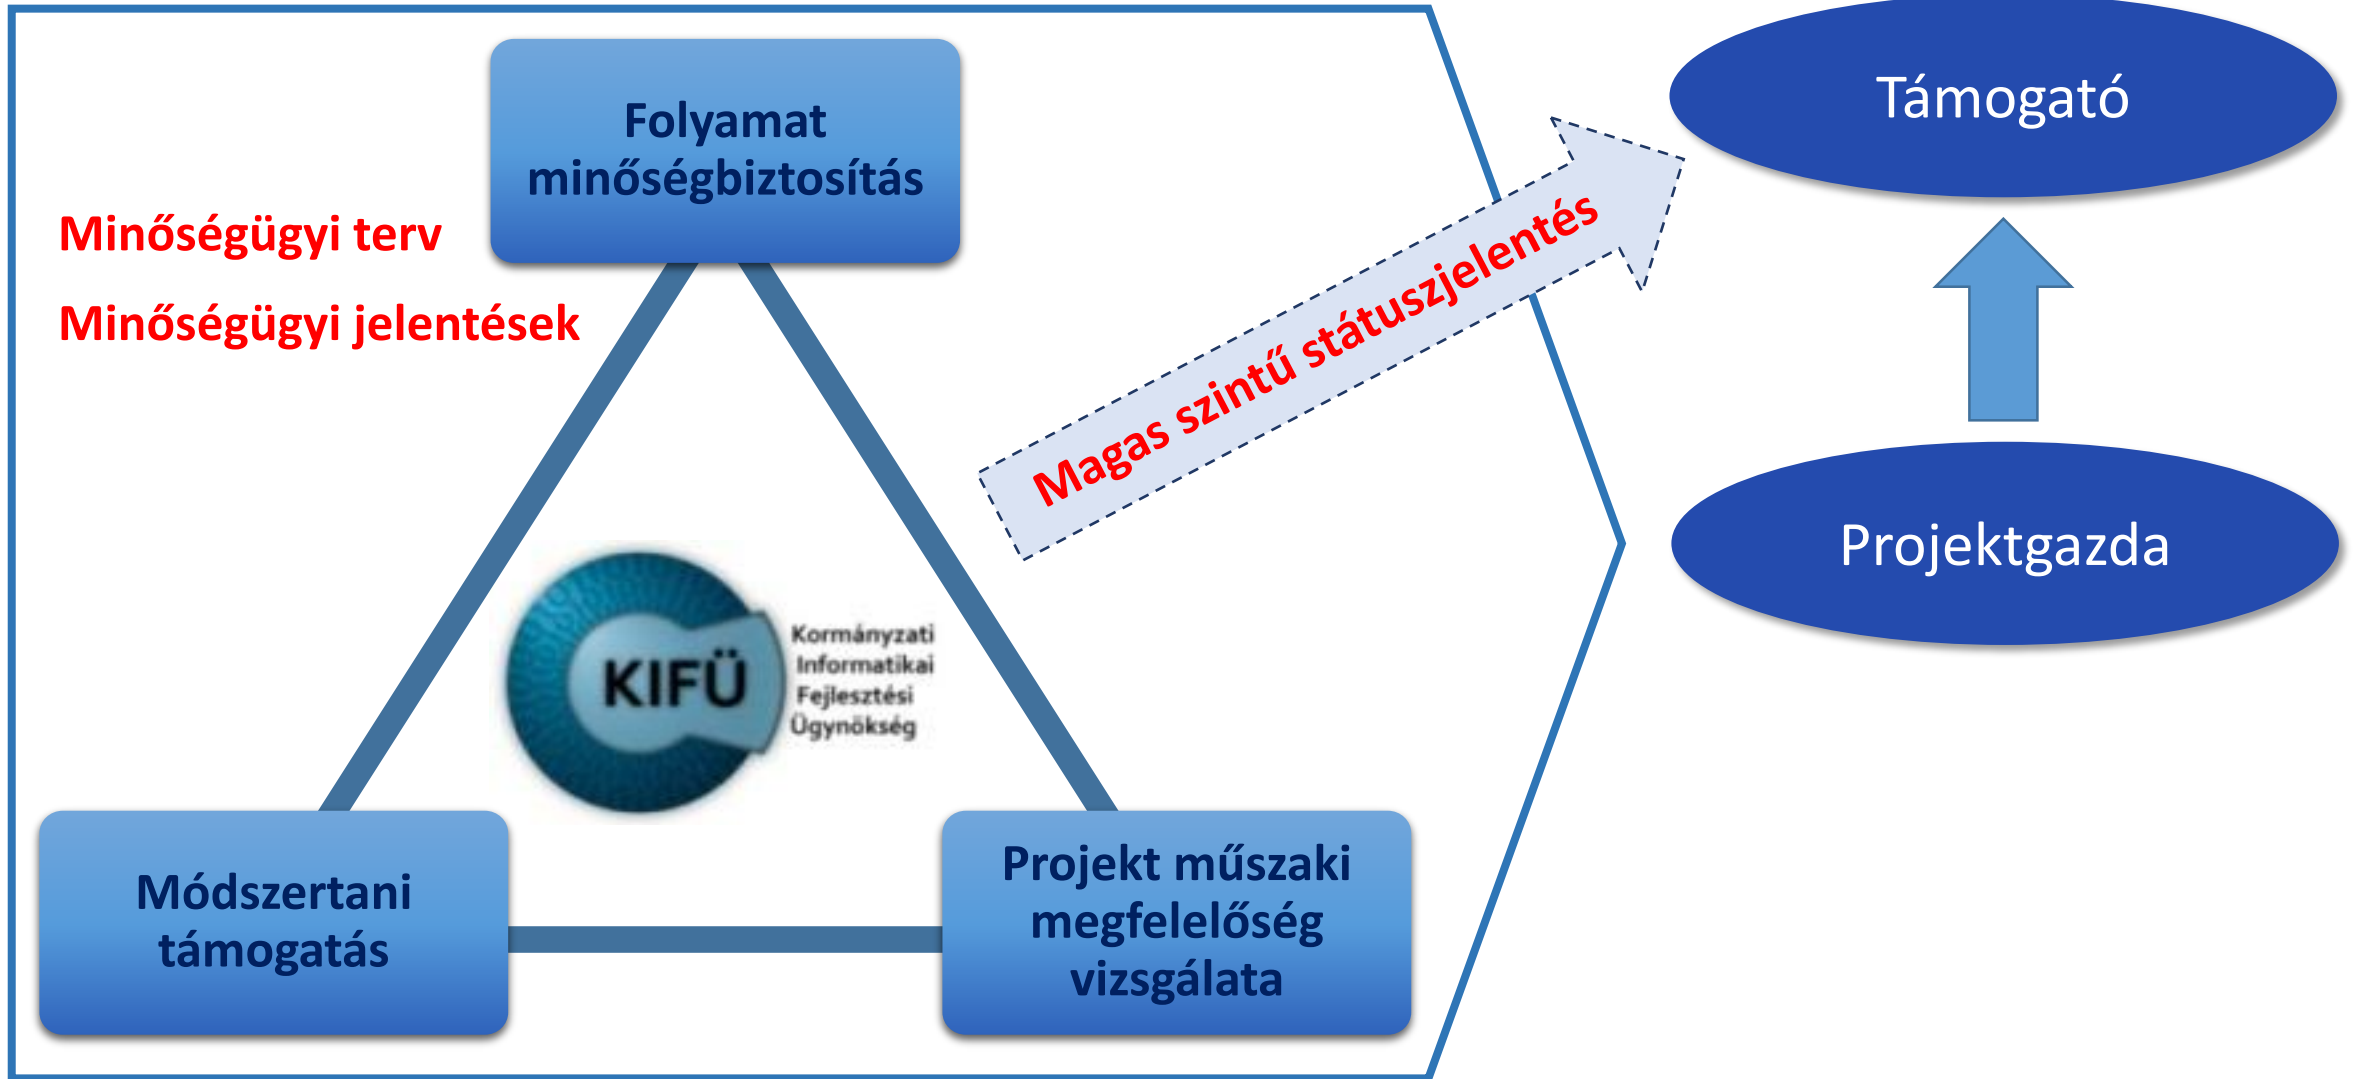 Folyamat
minőségbiztosítás
Minőségügyi terv
Minőségügyi jelentések
Magas szintű státuszjelentés
Támogató
Projektgazda
KIFÜ
Kormányzati
Informatikai
Fejlesztési
Ügynökség
Módszertani
támogatás
Projekt műszaki
megfelelőség
vizsgálata